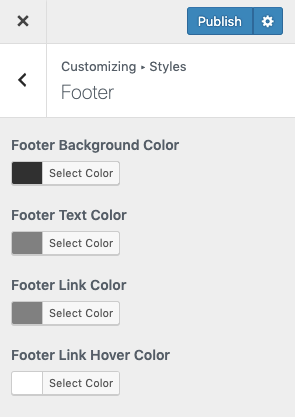 Publish
Customizing ▸ Styles
Footer
Footer Background Color
Select Color
Footer Text Color
Select Color
Footer Link Color
Select Color
Footer Link Hover Color
Select Color